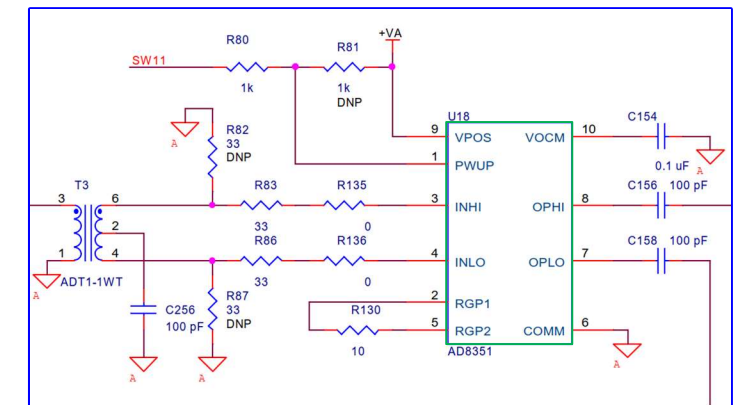 +VA
R80
R81
SW11
1k
1k
DNP
U18
C154
9
VPOS
VOCM
10
A
R82
33
DNP
1
PWUP
0.1 uF
A
T3
R83
R135
C156
100 pF
3
6
3
INHI
OPHI
8
33
0
2
R86
R136
C158
100 pF
1
4
4
INLO
OPLO
7
A
ADT1-1WT
33
0
C256
100 pF
R87
33
DNP
2
RGP1
R130
5
RGP2
COMM
6
10
AD8351
A
A
A